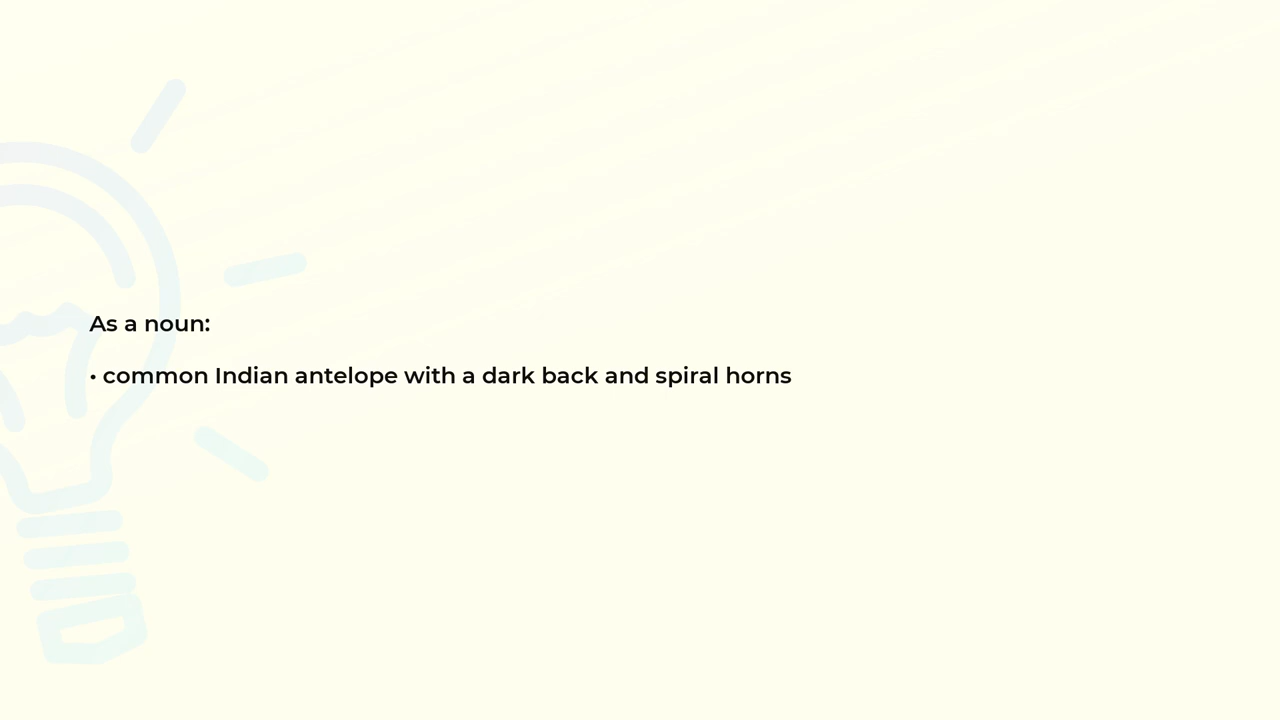 As a noun:
• common Indian antelope with a dark back and spiral horns